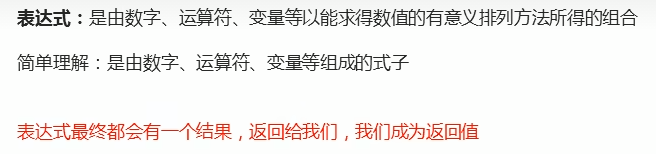 表达式：是由数字、运算符、变量等以能求得数值的有意义排列方法所得的组合
简单理解：是由数字、运算符、变量等组成的式子
表达式最终都会有一个结果，返回给我们，我们成为返回值